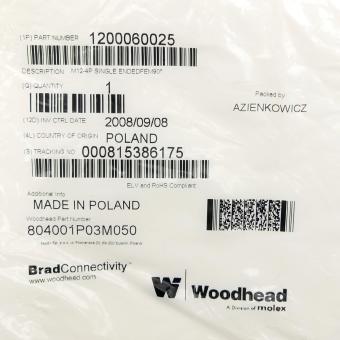 (1P) PART NUMBER 1200060025
DESCRIPTION M12-4P SINGLE ENDEDFEM90°
(Q) QUANTITY 1
Packed by
AZIENKOWICZ
(12D) INV CTRL DATE 2008/09/08
(4L) COUNTRY OF ORIGIN POLAND
(S) TRACKING NO 000815386175
ELV and RoHS Compliant
Additional Info
MADE IN POLAND
Woodhead Part Number
804001P03M050
BradConnectivity™
www.woodhead.com
W Woodhead
A Division of molex